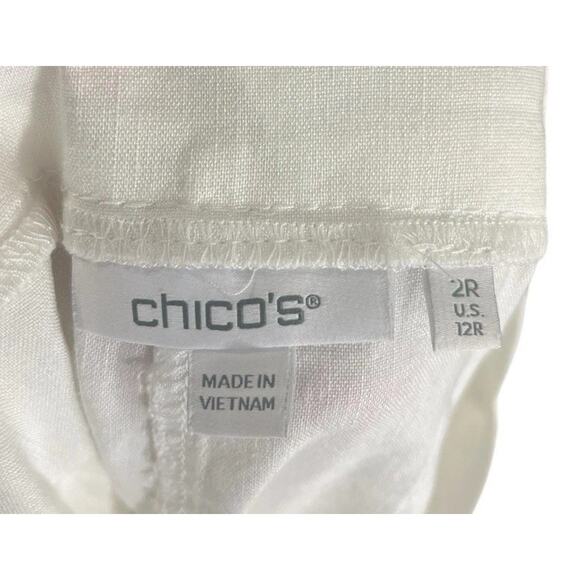 chico's®
2R
U.S.
12R
MADE IN
VIETNAM